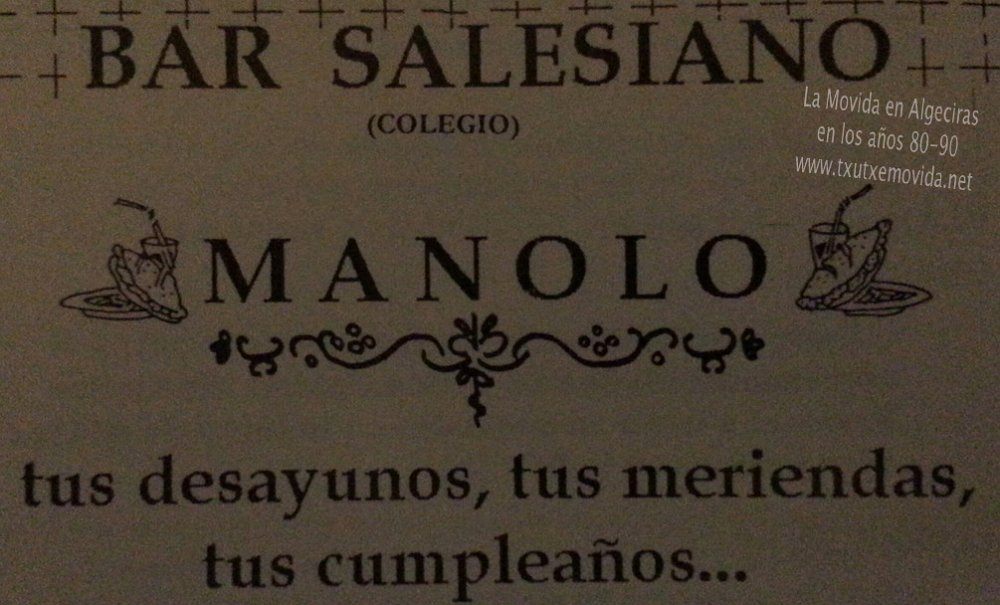 BAR SALESIANO
(COLEGIO)
La Movida en Algeciras
en los años 80-90
www.txutxemovida.net
MANOLO
tus desayunos, tus meriendas,
tus cumpleaños...